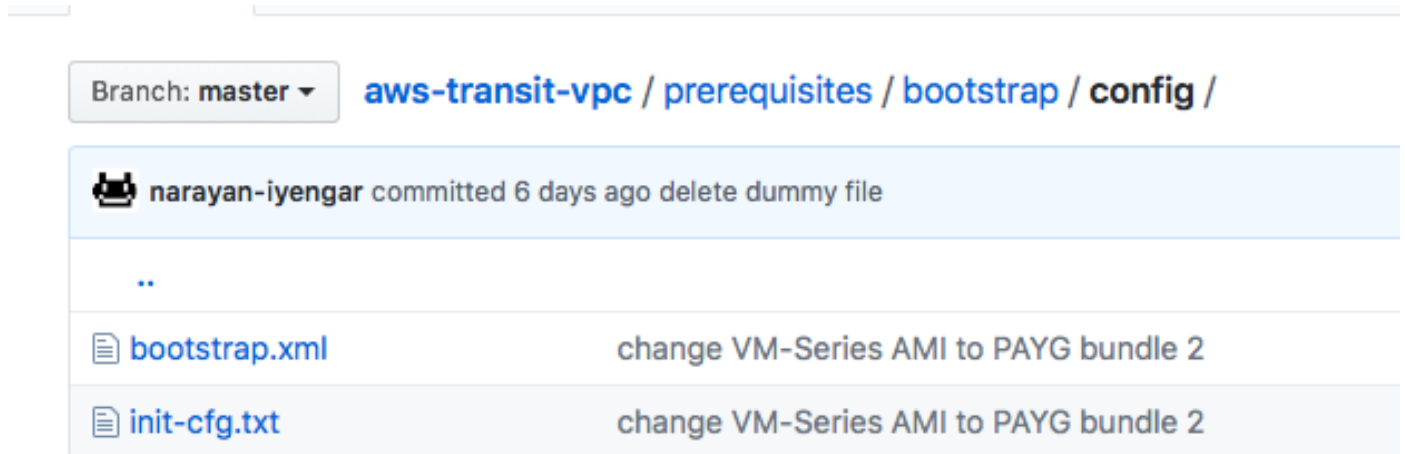 Branch: master aws-transit-vpc / prerequisites / bootstrap / config /
narayan-iyengar committed 6 days ago delete dummy file
..
bootstrap.xml change VM-Series AMI to PAYG bundle 2
init-cfg.txt change VM-Series AMI to PAYG bundle 2